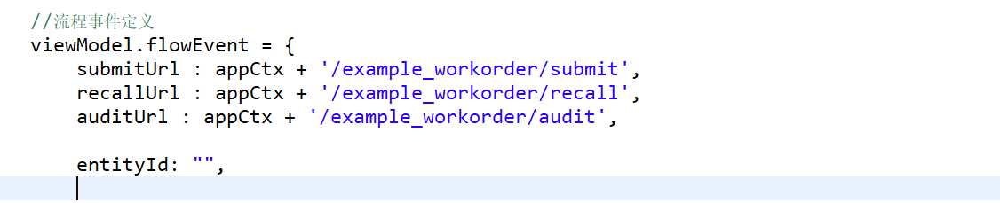 //流程事件定义
viewModel.flowEvent = {
submitUrl : appCtx + '/example_workorder/submit',
recallUrl : appCtx + '/example_workorder/recall',
auditUrl : appCtx + '/example_workorder/audit',
entityId: "",